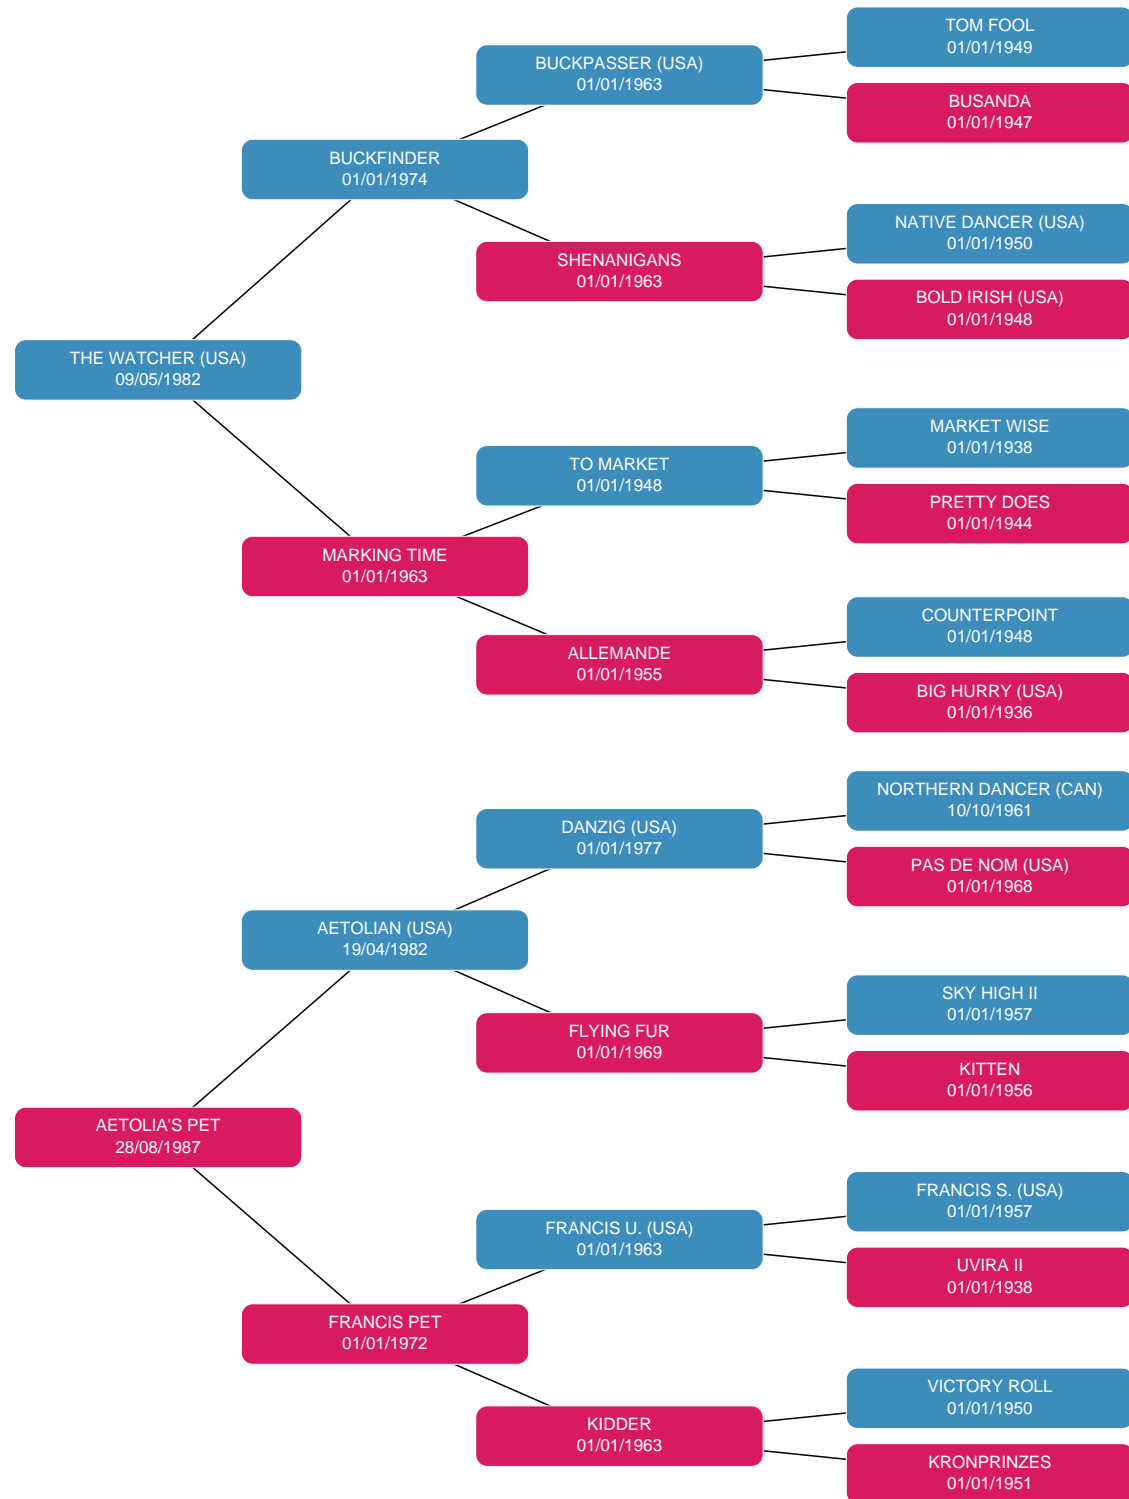 TOM FOOL
01/01/1949
BUCKPASSER (USA)
01/01/1963
BUSANDA
01/01/1947
BUCKFINDER
01/01/1974
NATIVE DANCER (USA)
01/01/1950
SHENANIGANS
01/01/1963
BOLD IRISH (USA)
01/01/1948
THE WATCHER (USA)
09/05/1982
MARKET WISE
01/01/1938
TO MARKET
01/01/1948
PRETTY DOES
01/01/1944
MARKING TIME
01/01/1963
COUNTERPOINT
01/01/1948
ALLEMANDE
01/01/1955
BIG HURRY (USA)
01/01/1936
NORTHERN DANCER (CAN)
10/10/1961
DANZIG (USA)
01/01/1977
PAS DE NOM (USA)
01/01/1968
AETOLIAN (USA)
19/04/1982
SKY HIGH II
01/01/1957
FLYING FUR
01/01/1969
KITTEN
01/01/1956
AETOLIA'S PET
28/08/1987
FRANCIS S. (USA)
01/01/1957
FRANCIS U. (USA)
01/01/1963
UVIRA II
01/01/1938
FRANCIS PET
01/01/1972
VICTORY ROLL
01/01/1950
KIDDER
01/01/1963
KRONPRINZES
01/01/1951